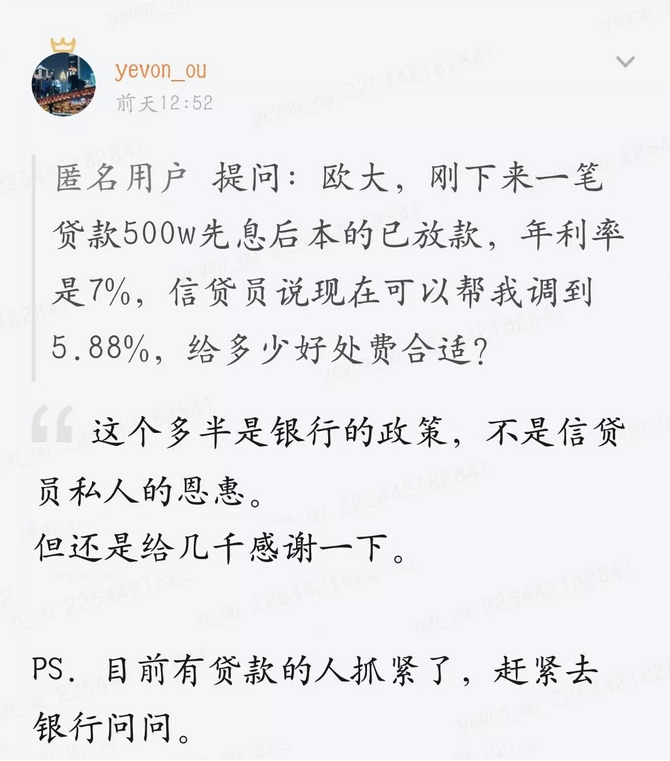 yevon_ou
前天12:52
匿名用户 提问：欧大，刚下来一笔
贷款500w先息后本的已放款，年利率
是7%，信贷员说现在可以帮我调到
5.88%，给多少好处费合适？
“ 这个多半是银行的政策，不是信贷
员私人的恩惠。
但还是给几千感谢一下。
PS. 目前有贷款的人抓紧了，赶紧去
银行问问。